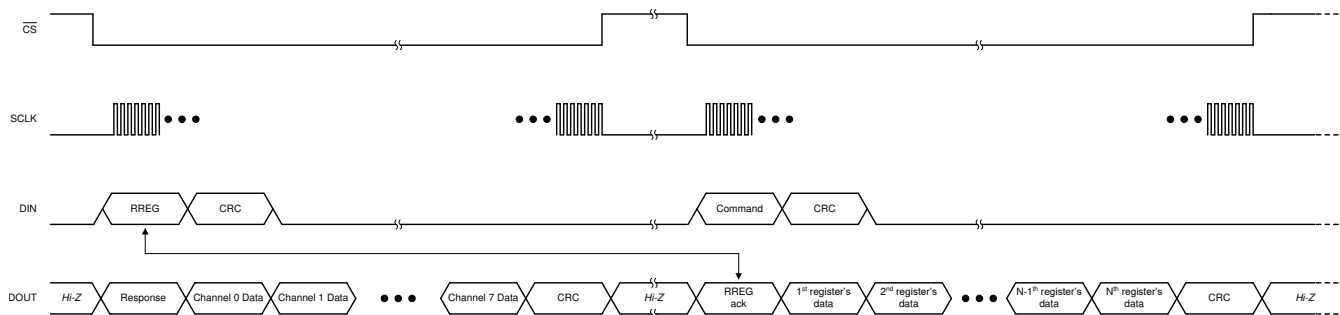 CS
SCLK
DIN
RREG
CRC
Command
CRC
DOUT
Hi-Z
Response
Channel 0 Data
Channel 1 Data
Channel 7 Data
CRC
Hi-Z
RREG
ack
1st register's
data
2nd register's
data
N-1th register's
data
Nth register's
data
CRC
Hi-Z